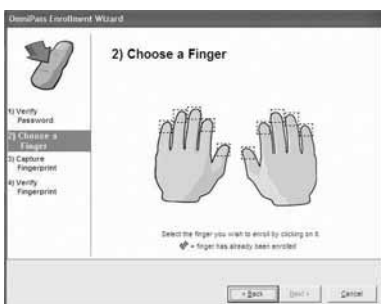 OmniPass Enrollment Wizard
2) Choose a Finger
1) Verify
Password
2) Choose a
Finger
3) Capture
Fingerprint
4) Verify
Fingerprint
Select the finger you wish to enroll by clicking on it.
= finger has already been enrolled
< Back
Next >
Cancel